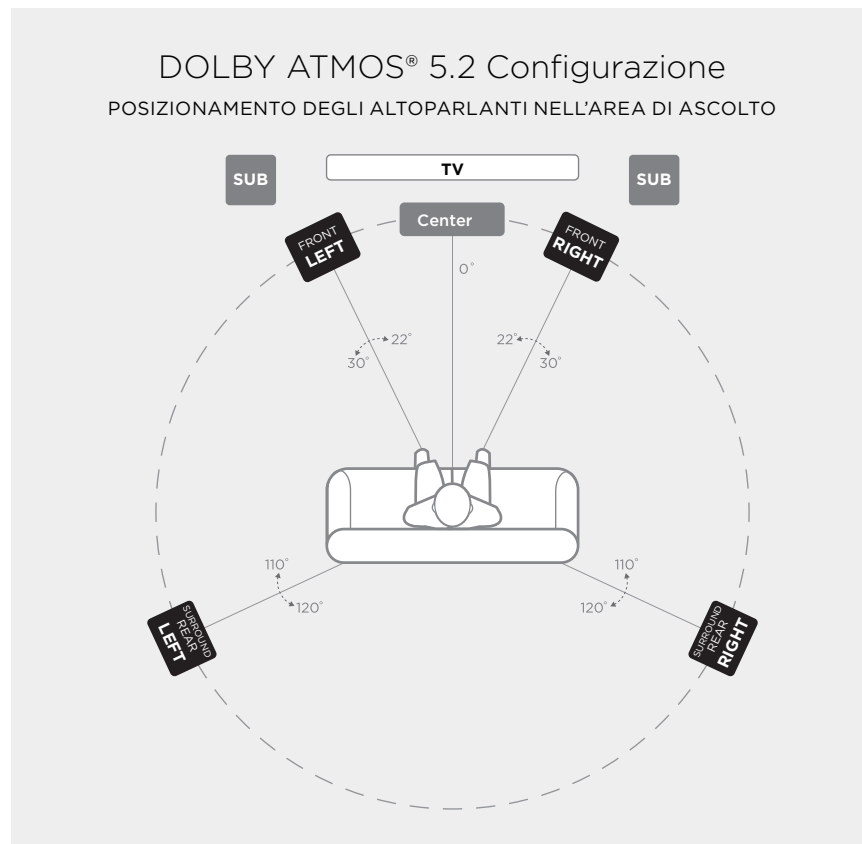 DOLBY ATMOS® 5.2 Configurazione
POSIZIONAMENTO DEGLI ALTOPARLANTI NELL'AREA DI ASCOLTO
SUB
TV
SUB
FRONT
LEFT
Center
FRONT
RIGHT
0°
22°
30°
22°
30°
110°
120°
110°
120°
SURROUND
REAR
LEFT
SURROUND
REAR
RIGHT